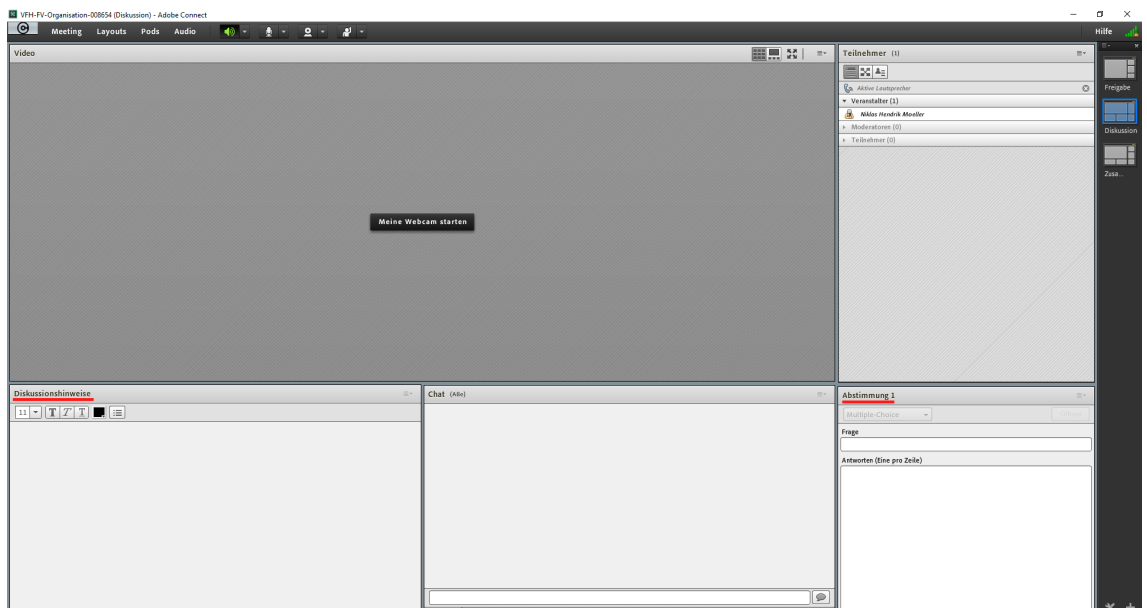 VFH-FV-Organisation-008654 (Diskussion) - Adobe Connect
Meeting Layouts Pods Audio Hilfe
Video
Meine Webcam starten
Teilnehmer (1)
Aktive Lautsprecher
Veranstalter (1)
Niklas Hendrik Moeller
Moderatoren (0)
Teilnehmer (0)
Freigabe
Diskussion
Zusa...
Diskussionshinweise
11 T T T
Chat (Alle)
Abstimmung 1
Multiple-Choice
Frage
Antworten (Eine pro Zeile)